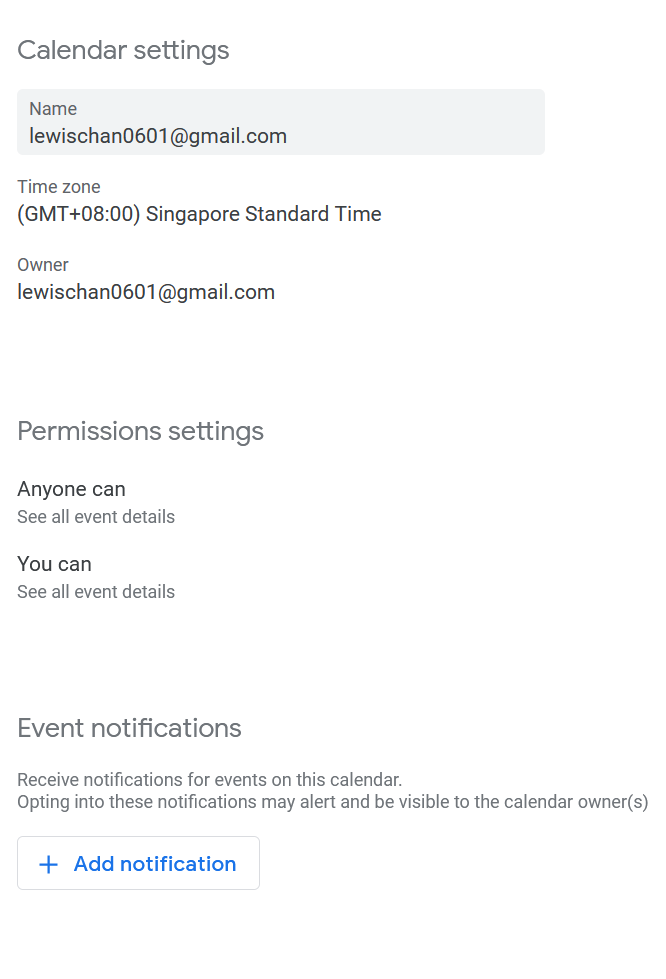 Calendar settings
Name
lewischan0601@gmail.com
Time zone
(GMT+08:00) Singapore Standard Time
Owner
lewischan0601@gmail.com
Permissions settings
Anyone can
See all event details
You can
See all event details
Event notifications
Receive notifications for events on this calendar.
Opting into these notifications may alert and be visible to the calendar owner(s)
Add notification